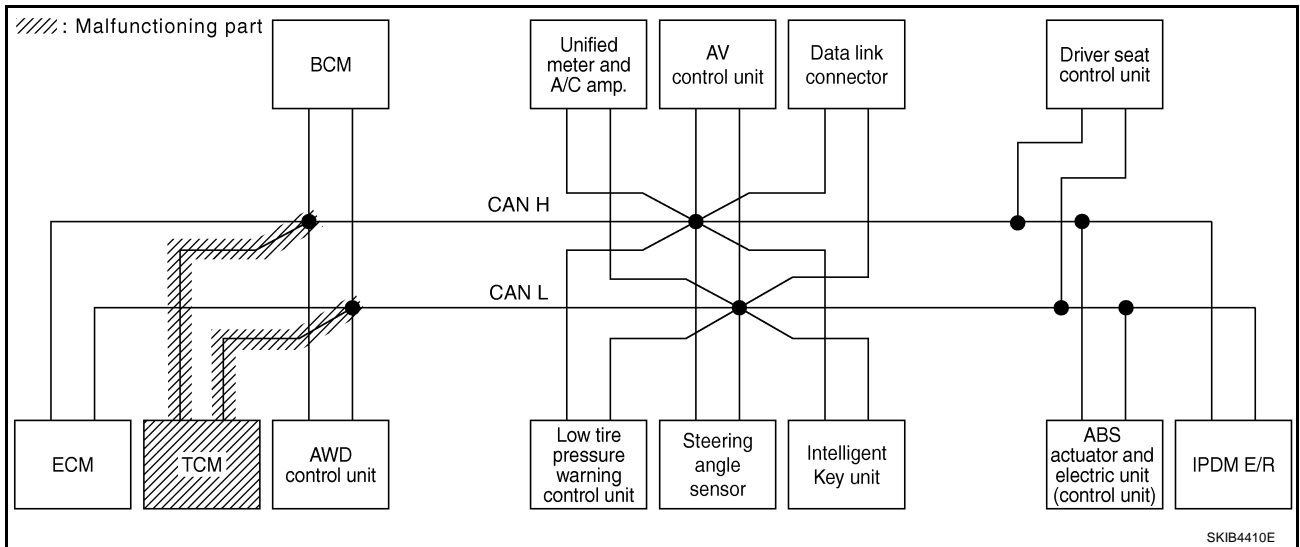 : Malfunctioning part
BCM
Unified
meter and
A/C amp.
AV
control unit
Data link
connector
Driver seat
control unit
CAN H
CAN L
ECM
TCM
AWD
control unit
Low tire
pressure
warning
control unit
Steering
angle
sensor
Intelligent
Key unit
ABS
actuator and
electric unit
(control unit)
IPDM E/R
SKIB4410E